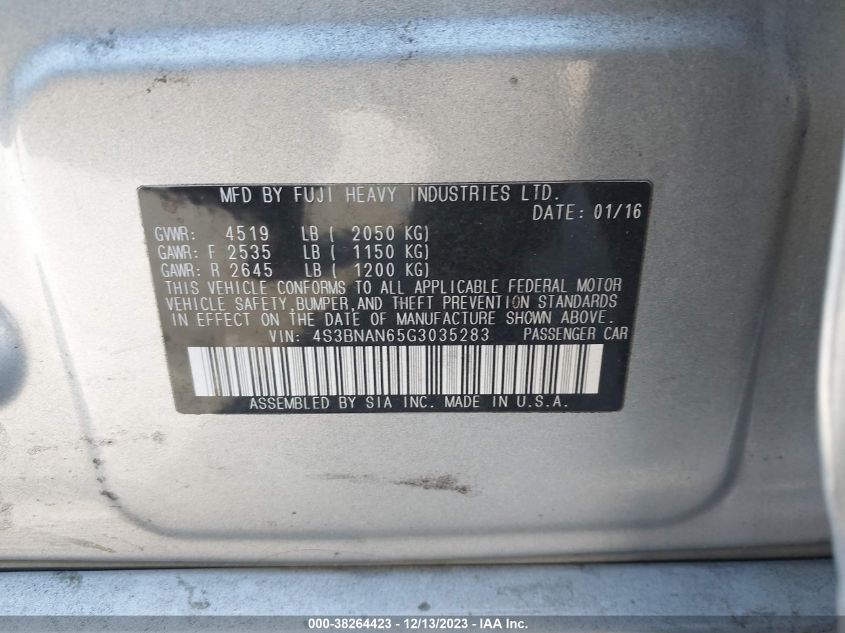 MFD BY FUJI HEAVY INDUSTRIES LTD.
DATE: 01/16
GVWR: 4519 LB ( 2050 KG)
GAWR: F 2535 LB ( 1150 KG)
GAWR: R 2645 LB ( 1200 KG)
THIS VEHICLE CONFORMS TO ALL APPLICABLE FEDERAL MOTOR
VEHICLE SAFETY,BUMPER,AND THEFT PREVENTION STANDARDS
IN EFFECT ON THE DATE OF MANUFACTURE SHOWN ABOVE.
VIN: 4S3BNAN65G3035283 PASSENGER CAR
ASSEMBLED BY SIA INC. MADE IN U.S.A.
000-38264423 - 12/13/2023 - IAA Inc.